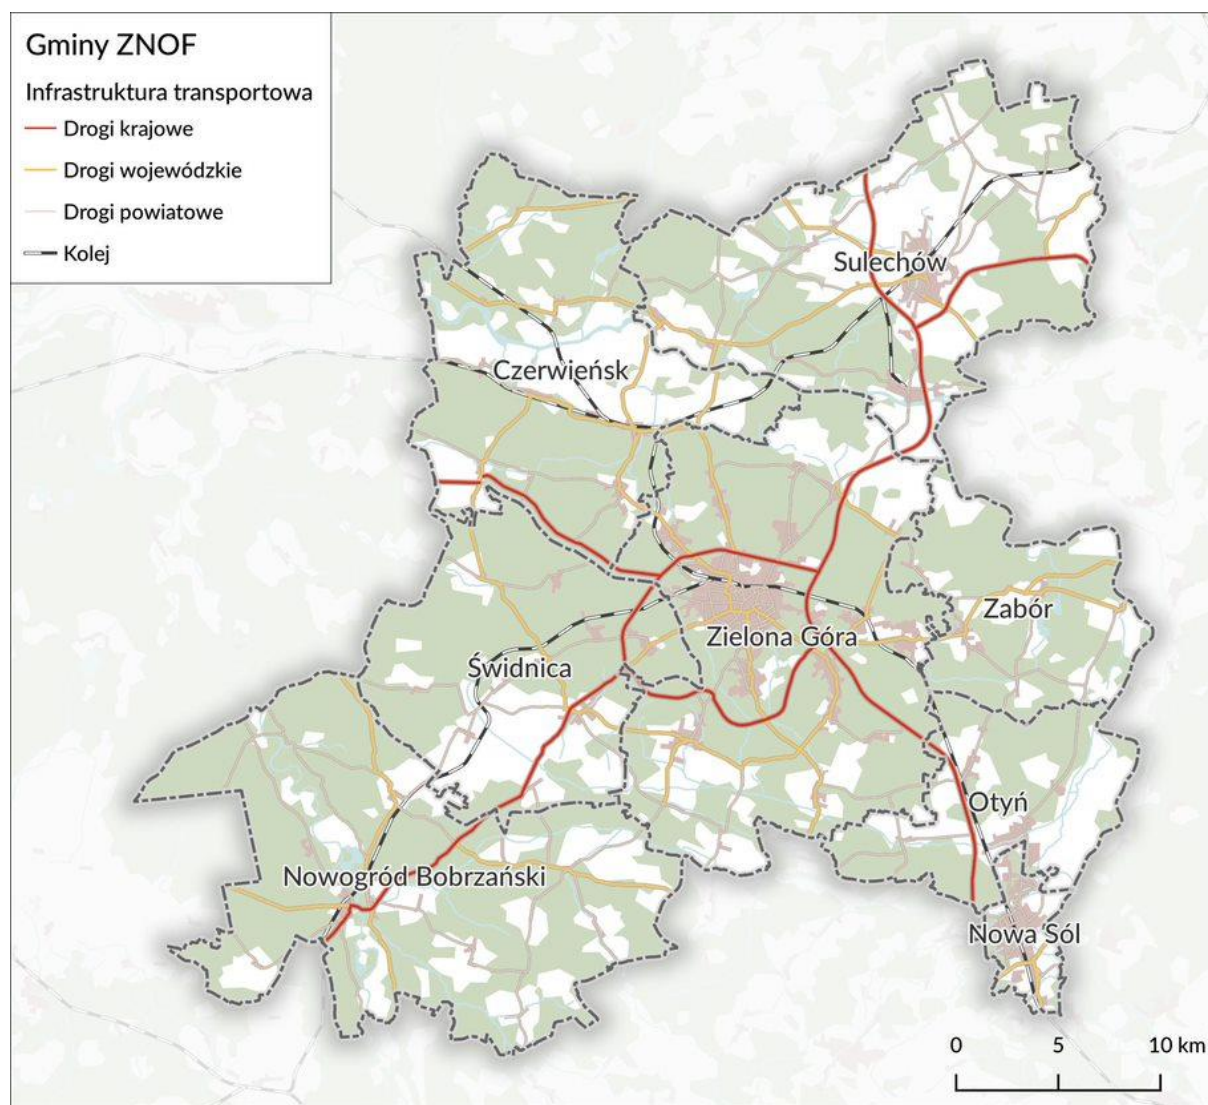 Gminy ZNOF
Infrastruktura transportowa
Drogi krajowe
Drogi wojewódzkie
Drogi powiatowe
Kolej
Sulechów
Czerwieńsk
Zabór
Zielona Góra
Świdnica
Otyń
Nowogród Bobrzański
Nowa Sól
0 5 10 km